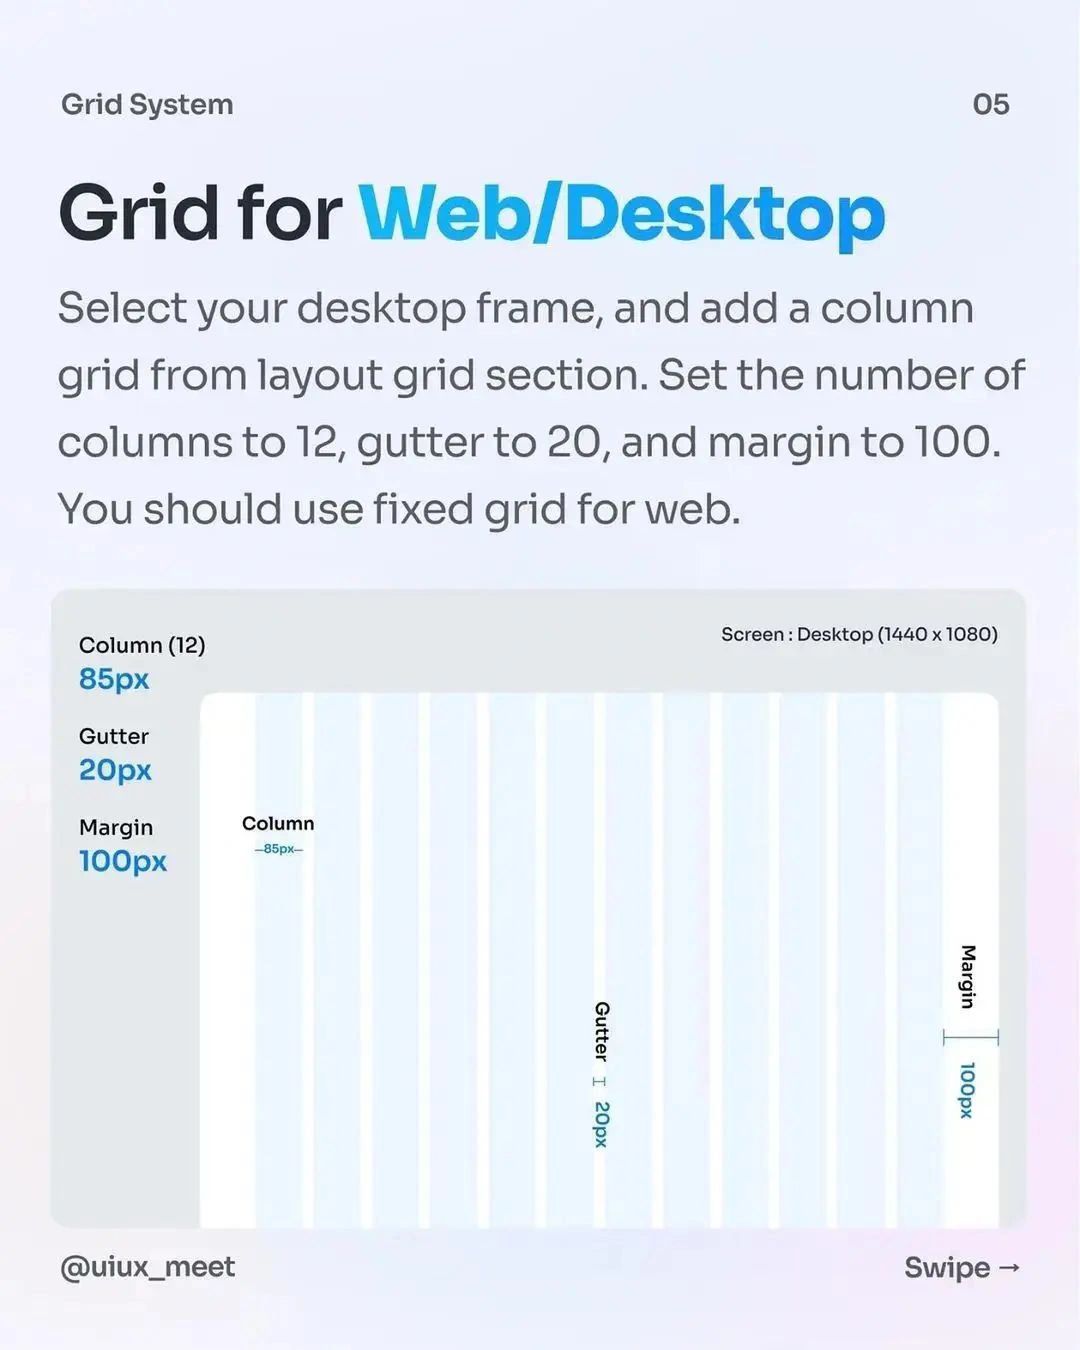 Grid System
05
Grid for Web/Desktop
Select your desktop frame, and add a column
grid from layout grid section. Set the number of
columns to 12, gutter to 20, and margin to 100.
You should use fixed grid for web.
Column (12)
85px
Gutter
20px
Margin
100px
Screen : Desktop (1440 x 1080)
Column
85px
Gutter 20px
Margin 100px
@uiux_meet
Swipe →